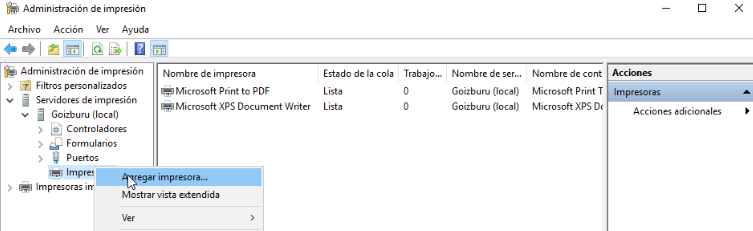 Administración de impresión
Archivo Acción Ver Ayuda
Administración de impresión
Filtros personalizados
Servidores de impresión
Goizburu (local)
Controladores
Formularios
Puertos
Impres
Impresoras im
Nombre de impresora Estado de la cola Trabajo... Nombre de ser... Nombre de cont
Microsoft Print to PDF Lista 0 Goizburu (local) Microsoft Print T
Microsoft XPS Document Writer Lista 0 Goizburu (local) Microsoft XPS Do
Agregar impresora...
Mostrar vista extendida
Ver
Acciones
Impresoras
Acciones adicionales